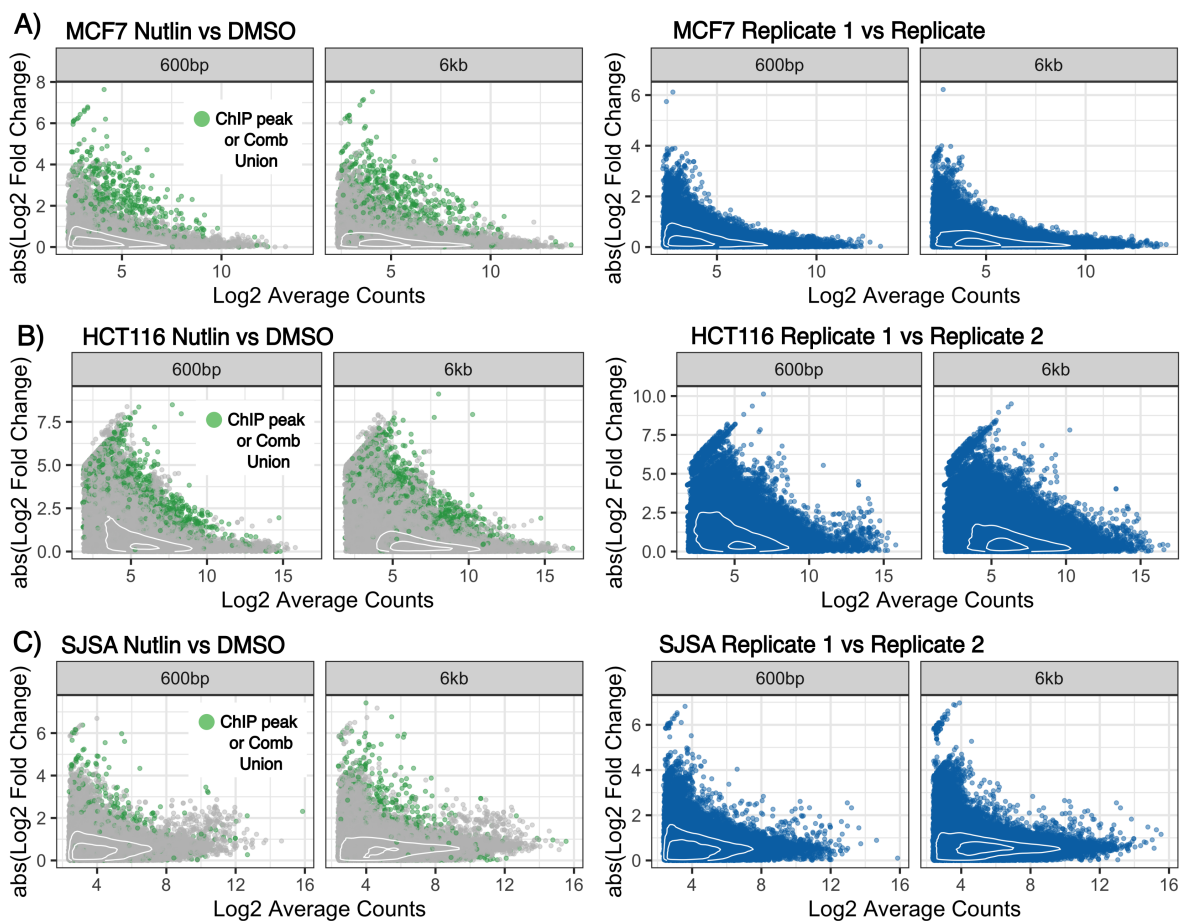 A)
MCF7 Nutlin vs DMSO
MCF7 Replicate 1 vs Replicate
600bp
6kb
600bp
6kb
abs(Log2 Fold Change)
8
6
4
2
0
ChIP peak
or Comb
Union
5
10
5
10
Log2 Average Counts
abs(Log2 Fold Change)
6
4
2
0
5
10
5
10
Log2 Average Counts
B)
HCT116 Nutlin vs DMSO
HCT116 Replicate 1 vs Replicate 2
600bp
6kb
600bp
6kb
abs(Log2 Fold Change)
7.5
5.0
2.5
0.0
ChIP peak
or Comb
Union
5
10
15
5
10
15
Log2 Average Counts
abs(Log2 Fold Change)
10.0
7.5
5.0
2.5
0.0
5
10
15
5
10
15
Log2 Average Counts
C)
SJSA Nutlin vs DMSO
SJSA Replicate 1 vs Replicate 2
600bp
6kb
600bp
6kb
abs(Log2 Fold Change)
6
4
2
0
ChIP peak
or Comb
Union
4
8
12
16
4
8
12
16
Log2 Average Counts
abs(Log2 Fold Change)
6
4
2
0
4
8
12
16
4
8
12
16
Log2 Average Counts